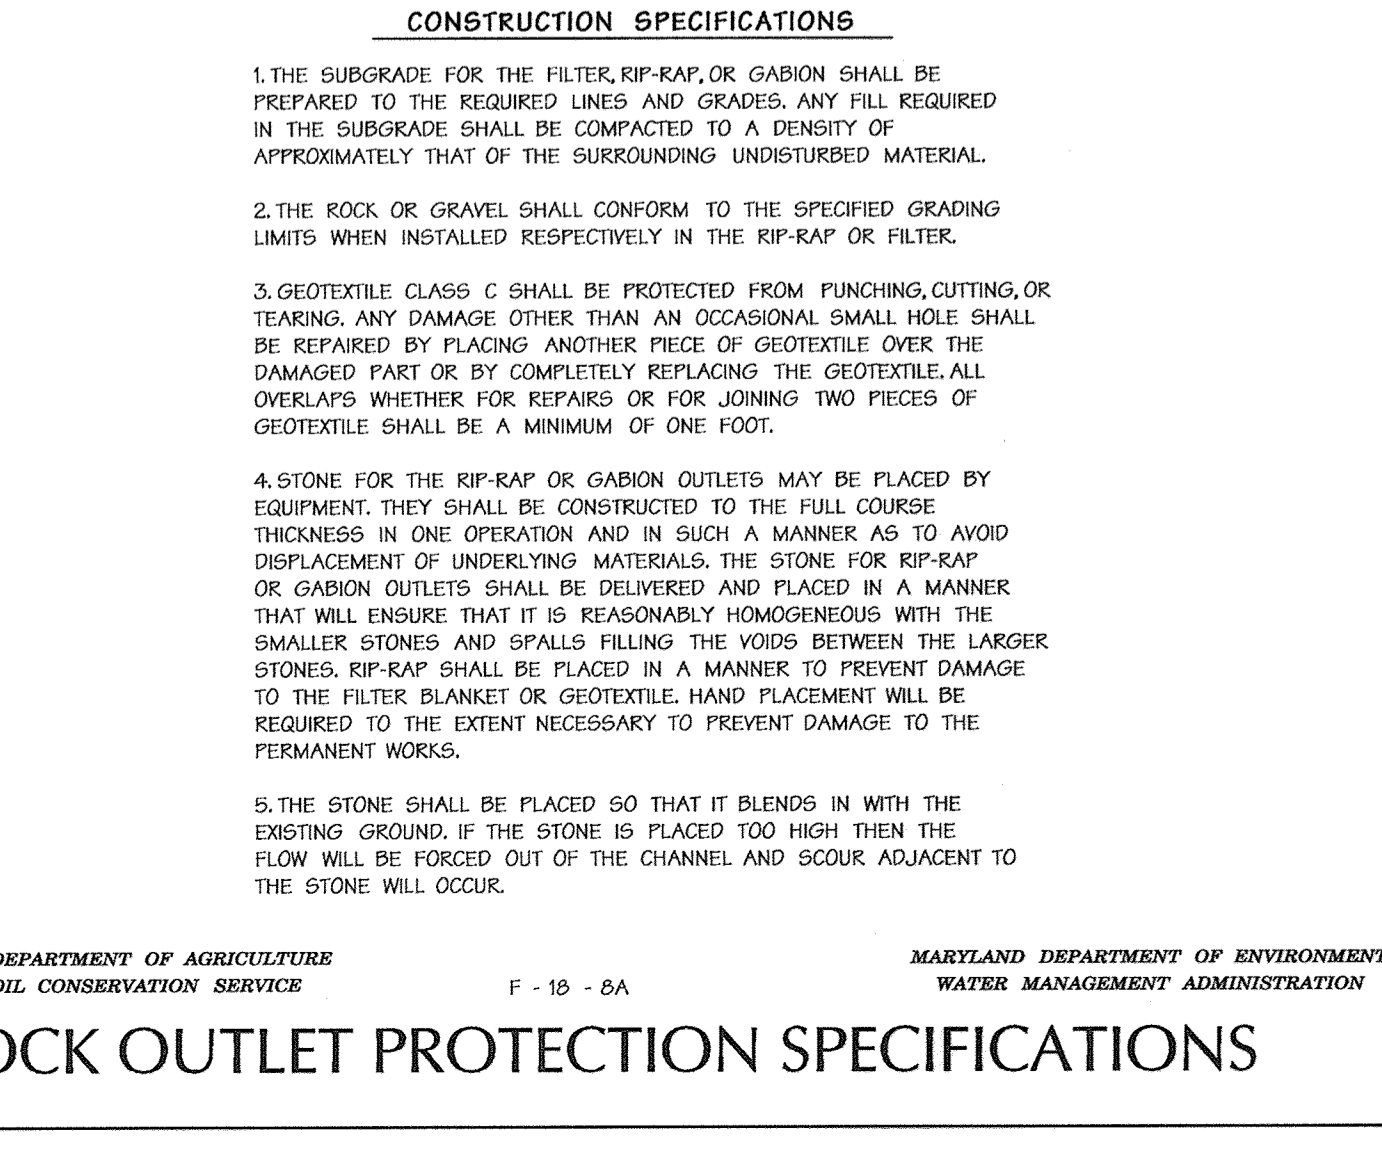 CONSTRUCTION SPECIFICATIONS
1. THE SUBGRADE FOR THE FILTER, RIP-RAP, OR GABION SHALL BE
PREPARED TO THE REQUIRED LINES AND GRADES. ANY FILL REQUIRED
IN THE SUBGRADE SHALL BE COMPACTED TO A DENSITY OF
APPROXIMATELY THAT OF THE SURROUNDING UNDISTURBED MATERIAL.
2. THE ROCK OR GRAVEL SHALL CONFORM TO THE SPECIFIED GRADING
LIMITS WHEN INSTALLED RESPECTIVELY IN THE RIP-RAP OR FILTER.
3. GEOTEXTILE CLASS C SHALL BE PROTECTED FROM PUNCHING, CUTTING, OR
TEARING. ANY DAMAGE OTHER THAN AN OCCASIONAL SMALL HOLE SHALL
BE REPAIRED BY PLACING ANOTHER PIECE OF GEOTEXTILE OVER THE
DAMAGED PART OR BY COMPLETELY REPLACING THE GEOTEXTILE. ALL
OVERLAPS WHETHER FOR REPAIRS OR FOR JOINING TWO PIECES OF
GEOTEXTILE SHALL BE A MINIMUM OF ONE FOOT.
4. STONE FOR THE RIP-RAP OR GABION OUTLETS MAY BE PLACED BY
EQUIPMENT. THEY SHALL BE CONSTRUCTED TO THE FULL COURSE
THICKNESS IN ONE OPERATION AND IN SUCH A MANNER AS TO AVOID
DISPLACEMENT OF UNDERLYING MATERIALS. THE STONE FOR RIP-RAP
OR GABION OUTLETS SHALL BE DELIVERED AND PLACED IN A MANNER
THAT WILL ENSURE THAT IT IS REASONABLY HOMOGENEOUS WITH THE
SMALLER STONES AND SPALLS FILLING THE VOIDS BETWEEN THE LARGER
STONES. RIP-RAP SHALL BE PLACED IN A MANNER TO PREVENT DAMAGE
TO THE FILTER BLANKET OR GEOTEXTILE. HAND PLACEMENT WILL BE
REQUIRED TO THE EXTENT NECESSARY TO PREVENT DAMAGE TO THE
PERMANENT WORKS.
5. THE STONE SHALL BE PLACED SO THAT IT BLENDS IN WITH THE
EXISTING GROUND. IF THE STONE IS PLACED TOO HIGH THEN THE
FLOW WILL BE FORCED OUT OF THE CHANNEL AND SCOUR ADJACENT TO
THE STONE WILL OCCUR.
DEPARTMENT OF AGRICULTURE
OIL CONSERVATION SERVICE
F - 18 - 8A
MARYLAND DEPARTMENT OF ENVIRONMENT
WATER MANAGEMENT ADMINISTRATION
OCK OUTLET PROTECTION SPECIFICATIONS